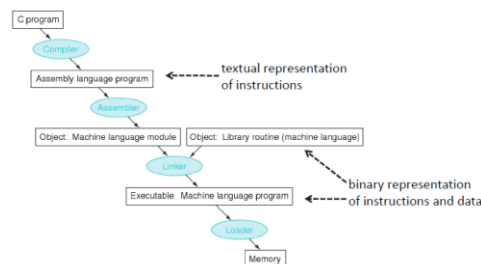 C program
Compiler
textual representation
of instructions
Assembly language program
Assembler
Object: Machine language module
Object: Library routine (machine language)
Linker
binary representation
of instructions and data
Executable: Machine language program
Loader
Memory